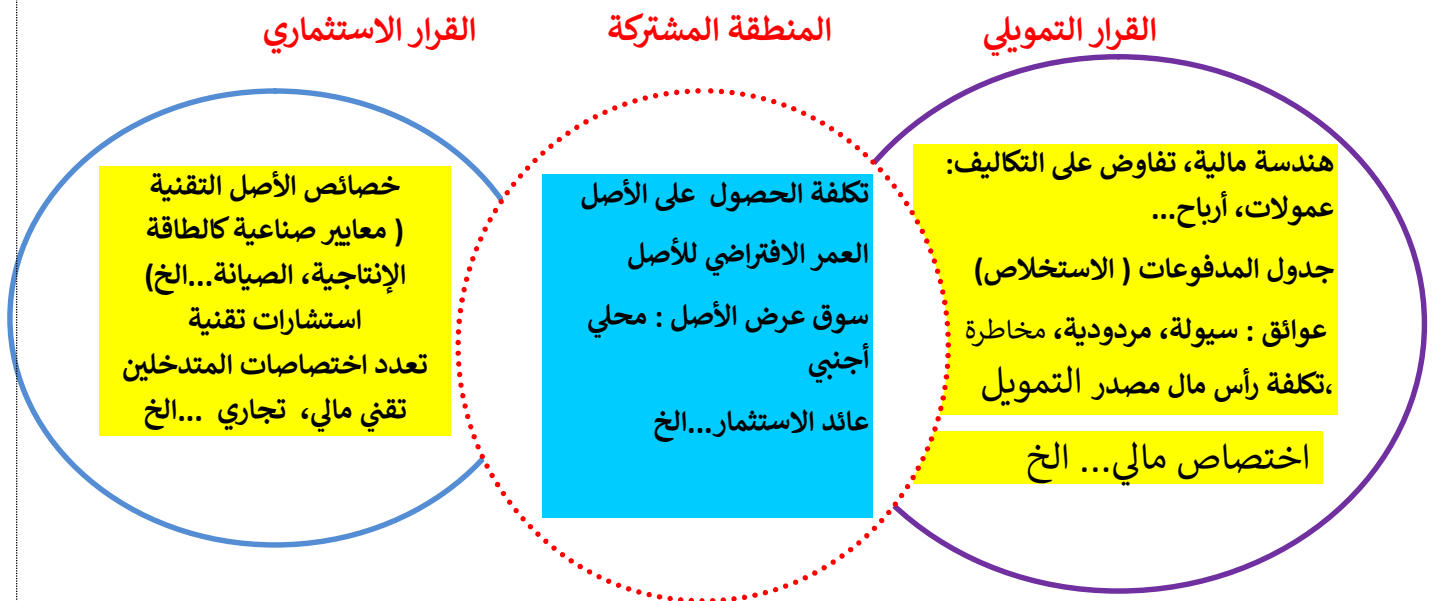 القرار التمويلي
المنطقة المشتركة
القرار الاستثماري
هندسة مالية، تفاوض على التكاليف:
عمولات، أرباح...
جدول المدفوعات ( الاستخلاص)
عوائق : سيولة، مردودية، مخاطرة
،تكلفة رأس مال مصدر التمويل
اختصاص مالي... الخ
تكلفة الحصول على الأصل
العمر الافتراضي للأصل
سوق عرض الأصل : محلي
أجنبي
عائد الاستثمار...الخ
خصائص الأصل التقنية
( معايير صناعية كالطاقة
الإنتاجية، الصيانة...الخ)
استشارات تقنية
تعدد اختصاصات المتدخلين
تقني مالي، تجاري ...الخ